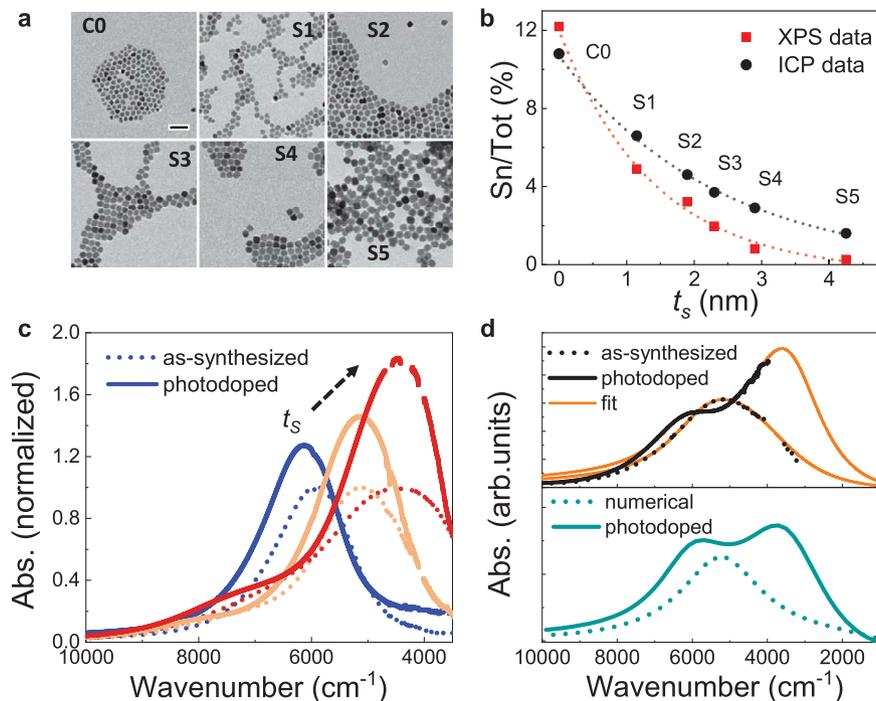 a
C0
S1
S2
S3
S4
S5
b
Sn/Tot (%)
12
8
4
0
XPS data
ICP data
C0
S1
S2
S3
S4
S5
0
1
2
3
4
tₛ (nm)
c
Abs. (normalized)
2.0
1.6
1.2
0.8
0.4
0.0
as-synthesized
photodoped
tₛ
10000
8000
6000
4000
Wavenumber (cm⁻¹)
d
Abs. (arb.units)
as-synthesized
photodoped
fit
numerical
photodoped
10000
8000
6000
4000
2000
Wavenumber (cm⁻¹)